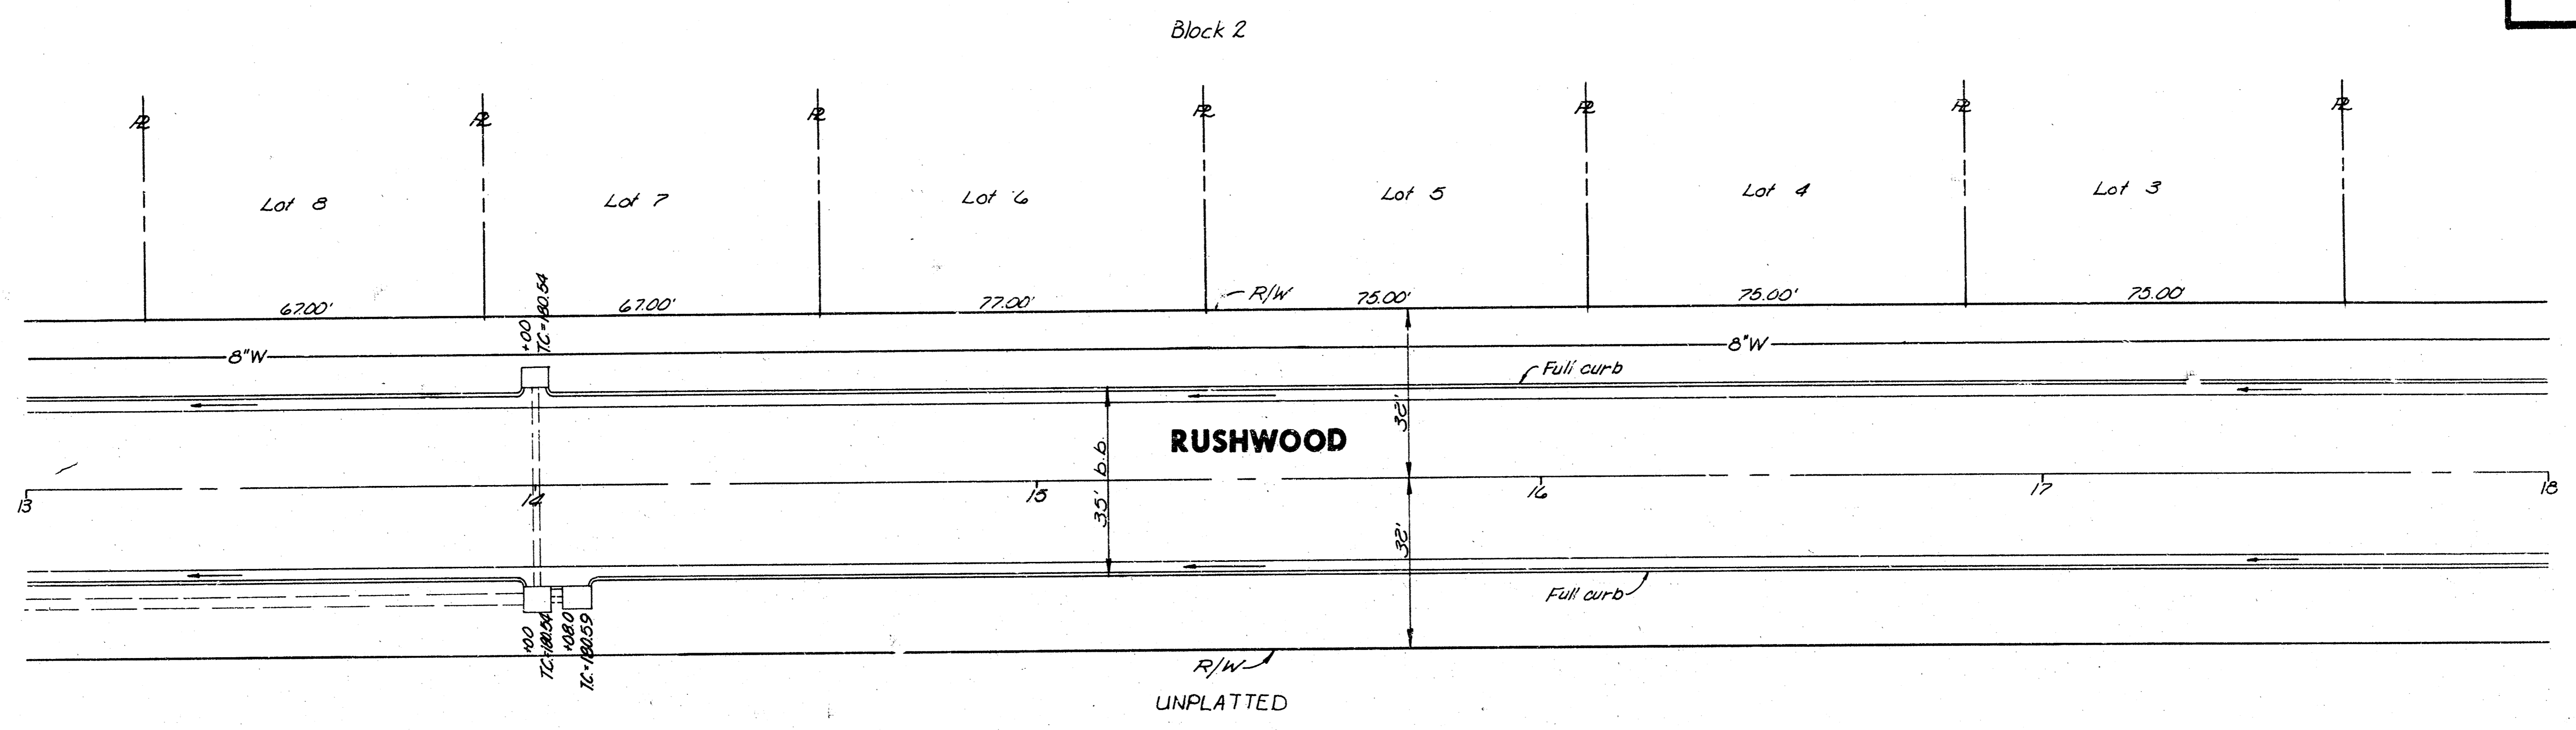 Block 2
PL PL PL PL PL PL PL
Lot 8 Lot 7 Lot 6 Lot 5 Lot 4 Lot 3
67.00' 67.00' 77.00' R/W 75.00' 75.00' 75.00'
+00
T.C.=180.54
8"W 8"W
Full curb
32'
RUSHWOOD
35' b.b.
13 14 15 16 17 18
32'
Full curb
+00
T.C.=180.54
+08.0
T.C.=180.59
R/W
UNPLATTED